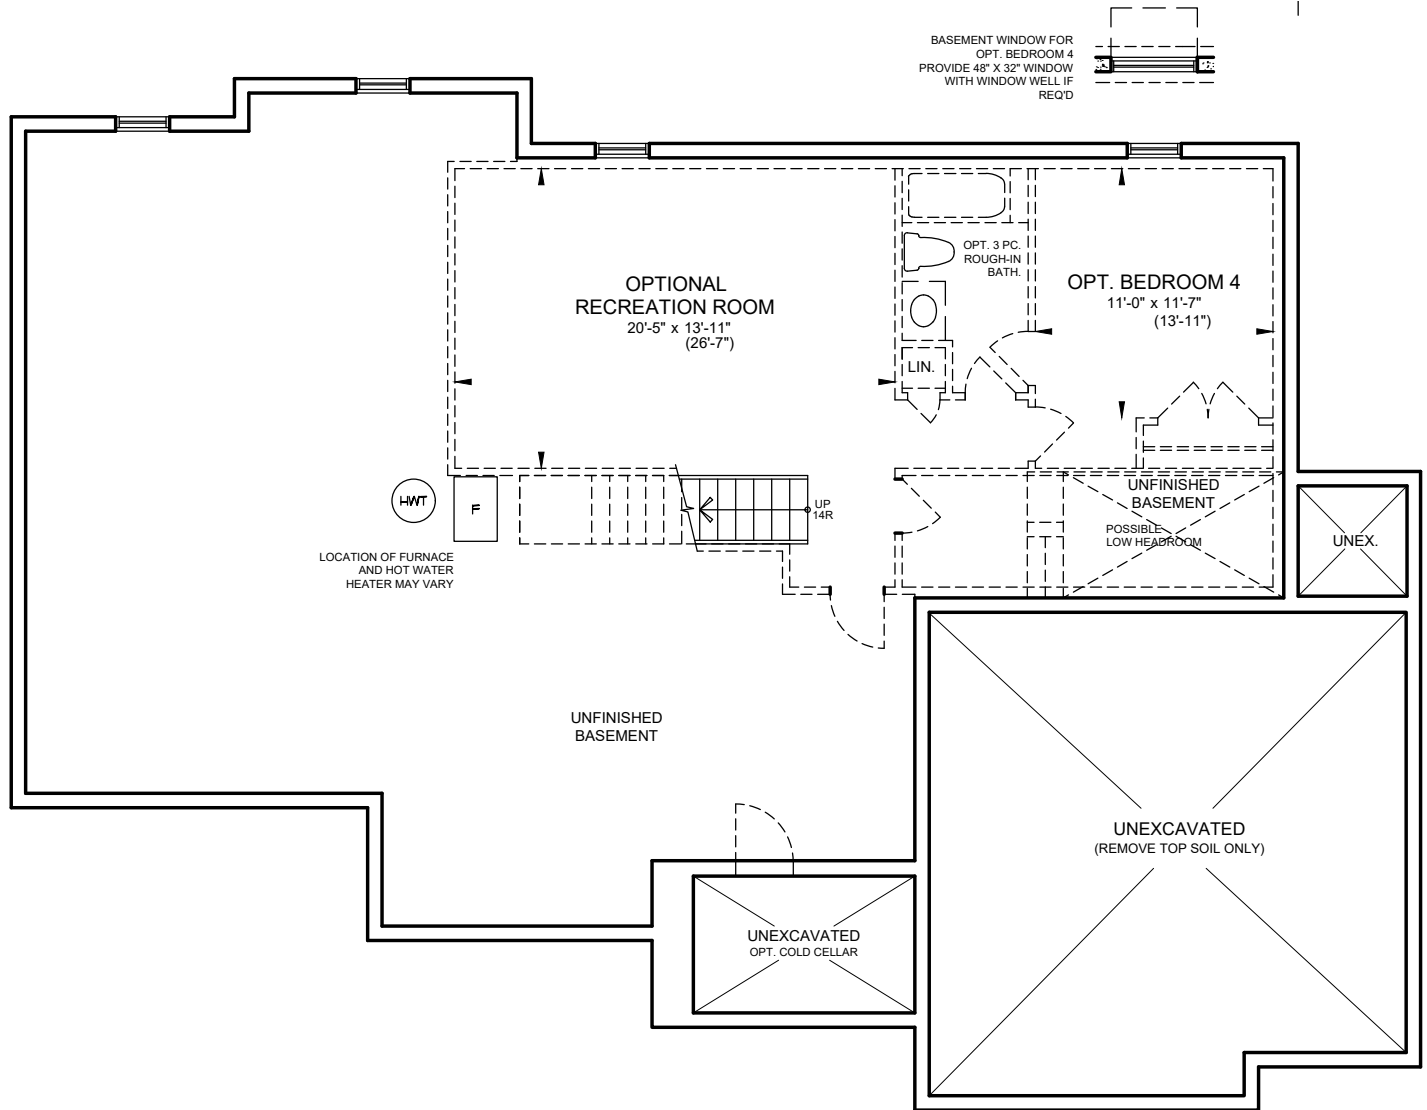 BASEMENT WINDOW FOR
OPT. BEDROOM 4
PROVIDE 48" X 32" WINDOW
WITH WINDOW WELL IF
REQ'D
OPT. 3 PC.
ROUGH-IN
BATH.
OPTIONAL
RECREATION ROOM
20'-5" x 13'-11"
(26'-7")
OPT. BEDROOM 4
11'-0" x 11'-7"
(13'-11")
LIN.
HWT
F
UP
14R
UNFINISHED
BASEMENT
POSSIBLE
LOW HEADROOM
UNEX.
LOCATION OF FURNACE
AND HOT WATER
HEATER MAY VARY
UNFINISHED
BASEMENT
UNEXCAVATED
(REMOVE TOP SOIL ONLY)
UNEXCAVATED
OPT. COLD CELLAR